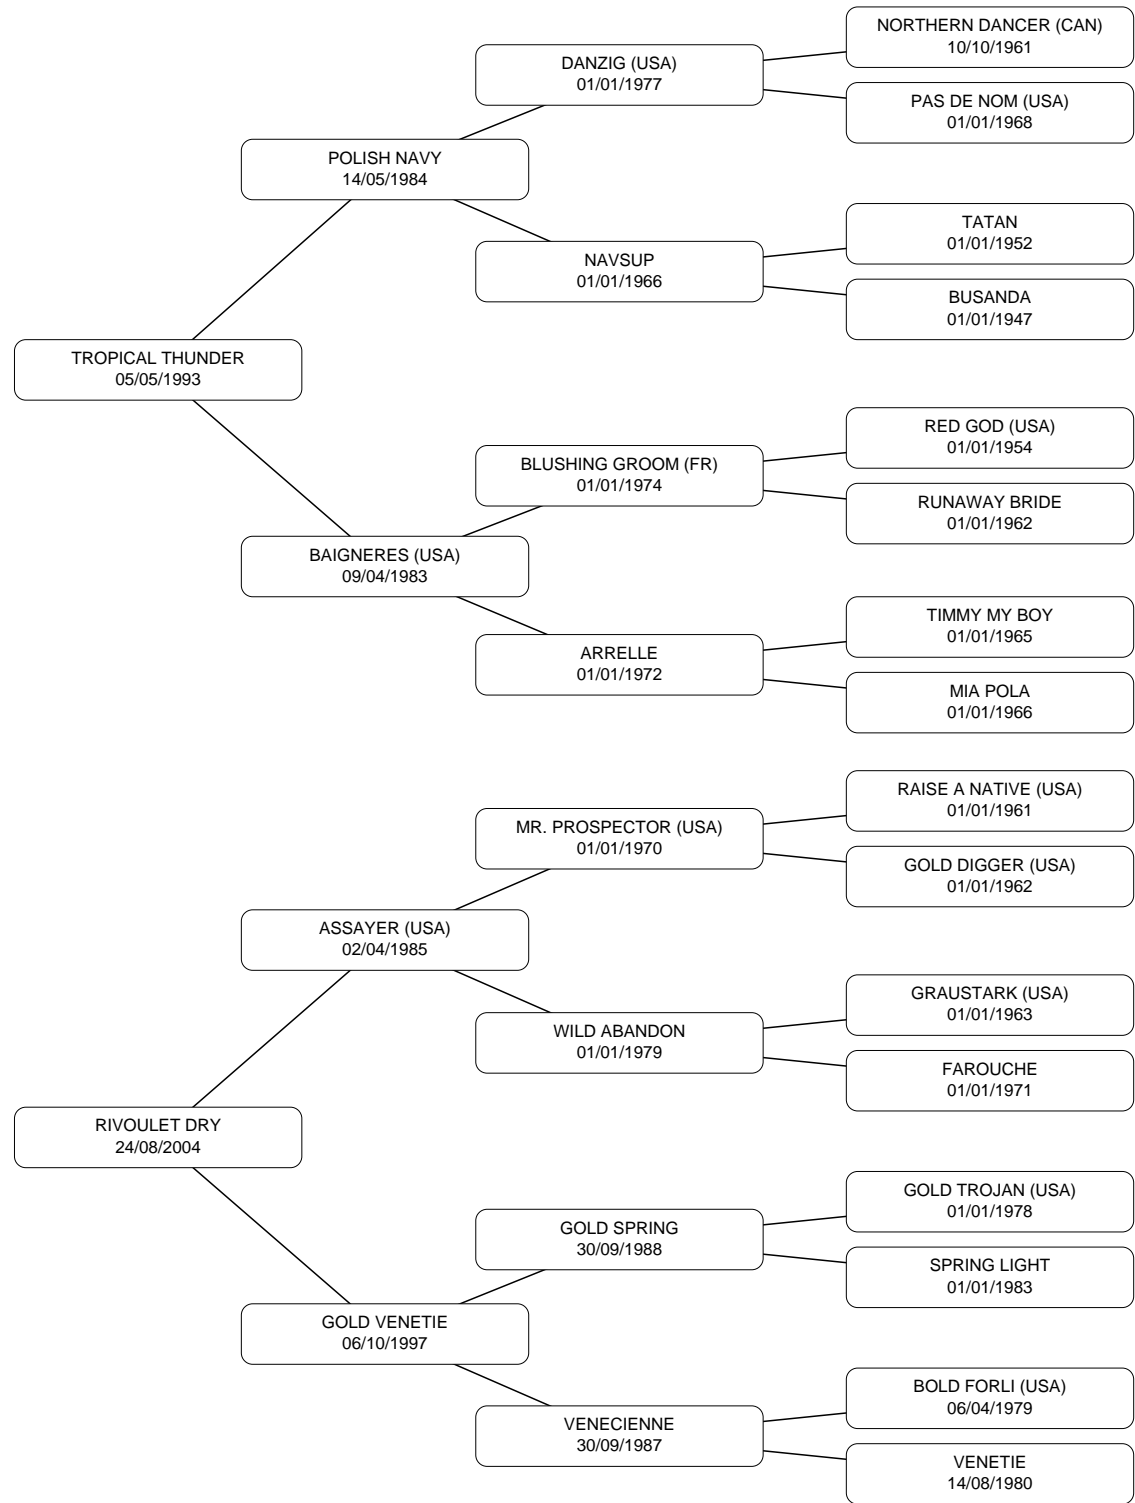 NORTHERN DANCER (CAN)
10/10/1961
DANZIG (USA)
01/01/1977
PAS DE NOM (USA)
01/01/1968
POLISH NAVY
14/05/1984
TATAN
01/01/1952
NAVSUP
01/01/1966
BUSANDA
01/01/1947
TROPICAL THUNDER
05/05/1993
RED GOD (USA)
01/01/1954
BLUSHING GROOM (FR)
01/01/1974
RUNAWAY BRIDE
01/01/1962
BAIGNERES (USA)
09/04/1983
TIMMY MY BOY
01/01/1965
ARRELLE
01/01/1972
MIA POLA
01/01/1966
RAISE A NATIVE (USA)
01/01/1961
MR. PROSPECTOR (USA)
01/01/1970
GOLD DIGGER (USA)
01/01/1962
ASSAYER (USA)
02/04/1985
GRAUSTARK (USA)
01/01/1963
WILD ABANDON
01/01/1979
FAROUCHE
01/01/1971
RIVOULET DRY
24/08/2004
GOLD TROJAN (USA)
01/01/1978
GOLD SPRING
30/09/1988
SPRING LIGHT
01/01/1983
GOLD VENETIE
06/10/1997
BOLD FORLI (USA)
06/04/1979
VENECIENNE
30/09/1987
VENETIE
14/08/1980